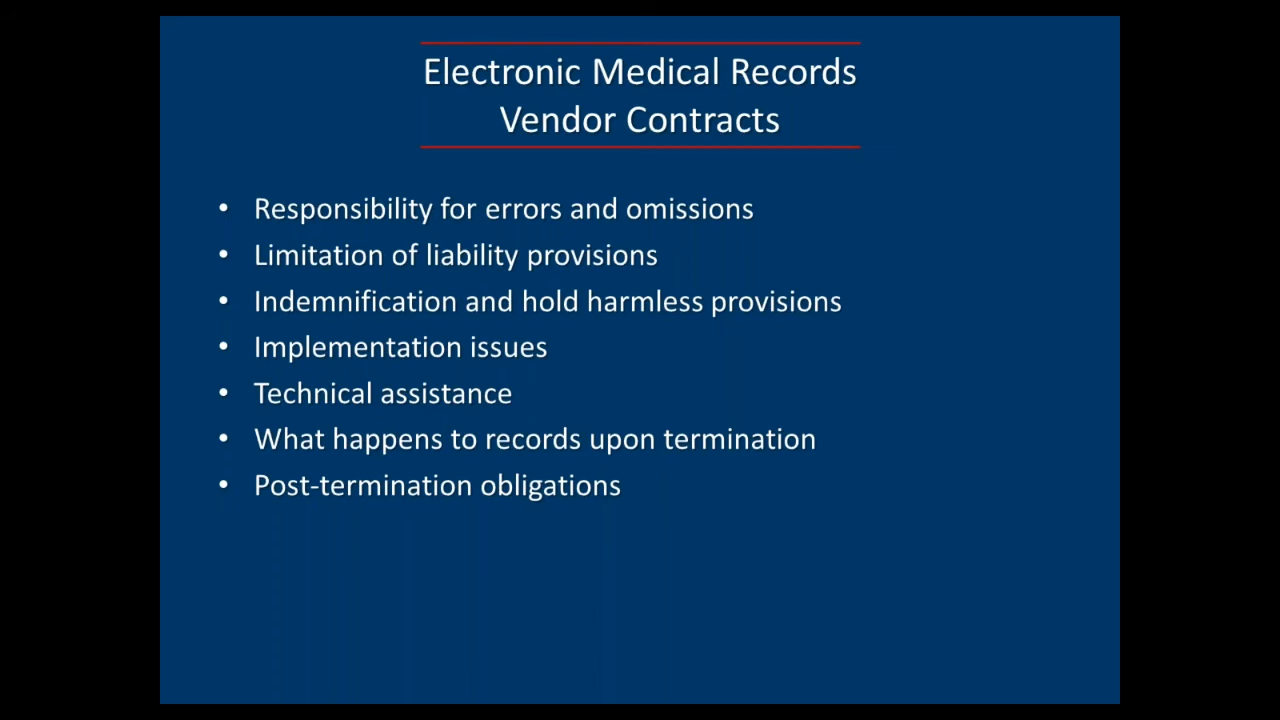 Electronic Medical Records
Vendor Contracts
• Responsibility for errors and omissions
• Limitation of liability provisions
• Indemnification and hold harmless provisions
• Implementation issues
• Technical assistance
• What happens to records upon termination
• Post-termination obligations